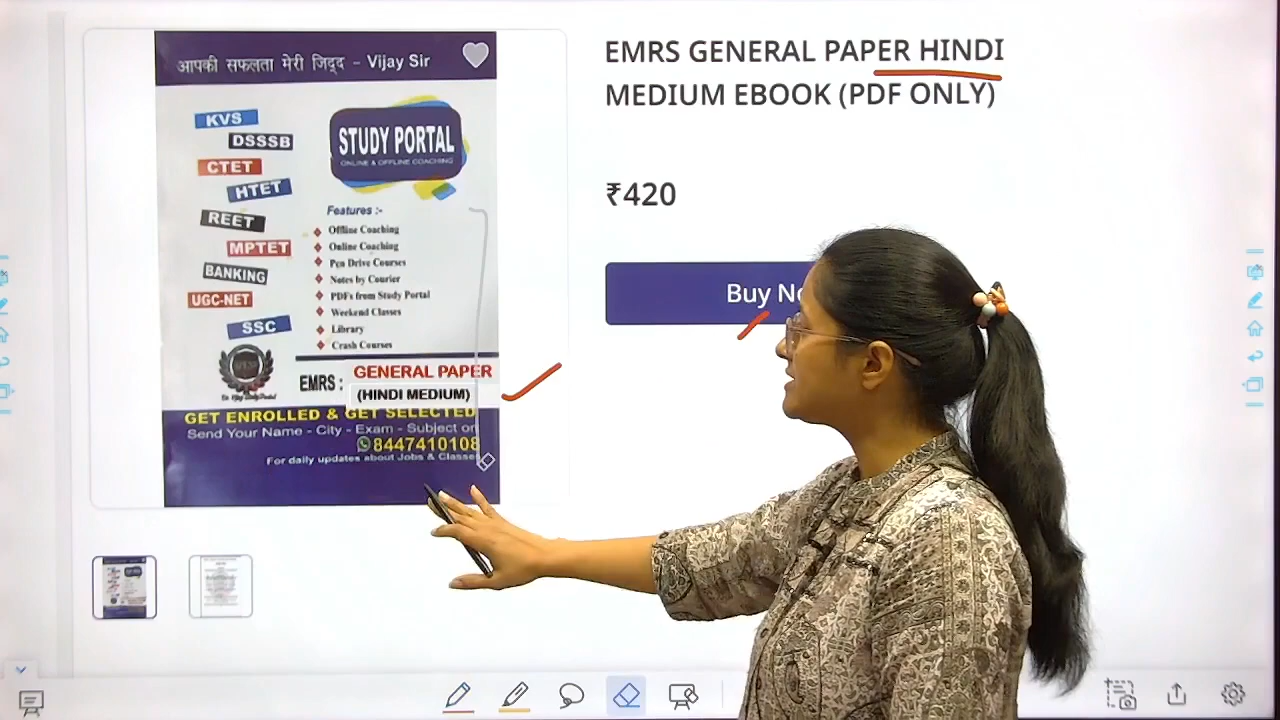 आपकी सफलता मेरी जिद्द - Vijay Sir
KVS
DSSSB
CTET
HTET
REET
MPTET
BANKING
UGC-NET
SSC
STUDY PORTAL
ONLINE & OFFLINE COACHING
Features :-
Offline Coaching
Online Coaching
Pen Drive Courses
Notes by Courier
PDFs from Study Portal
Weekend Classes
Library
Crash Courses
EMRS : GENERAL PAPER
(HINDI MEDIUM)
GET ENROLLED & GET SELECTED
Send Your Name - City - Exam - Subject on
8447410108
For daily updates about Jobs & Classes
EMRS GENERAL PAPER HINDI
MEDIUM EBOOK (PDF ONLY)
₹420
Buy